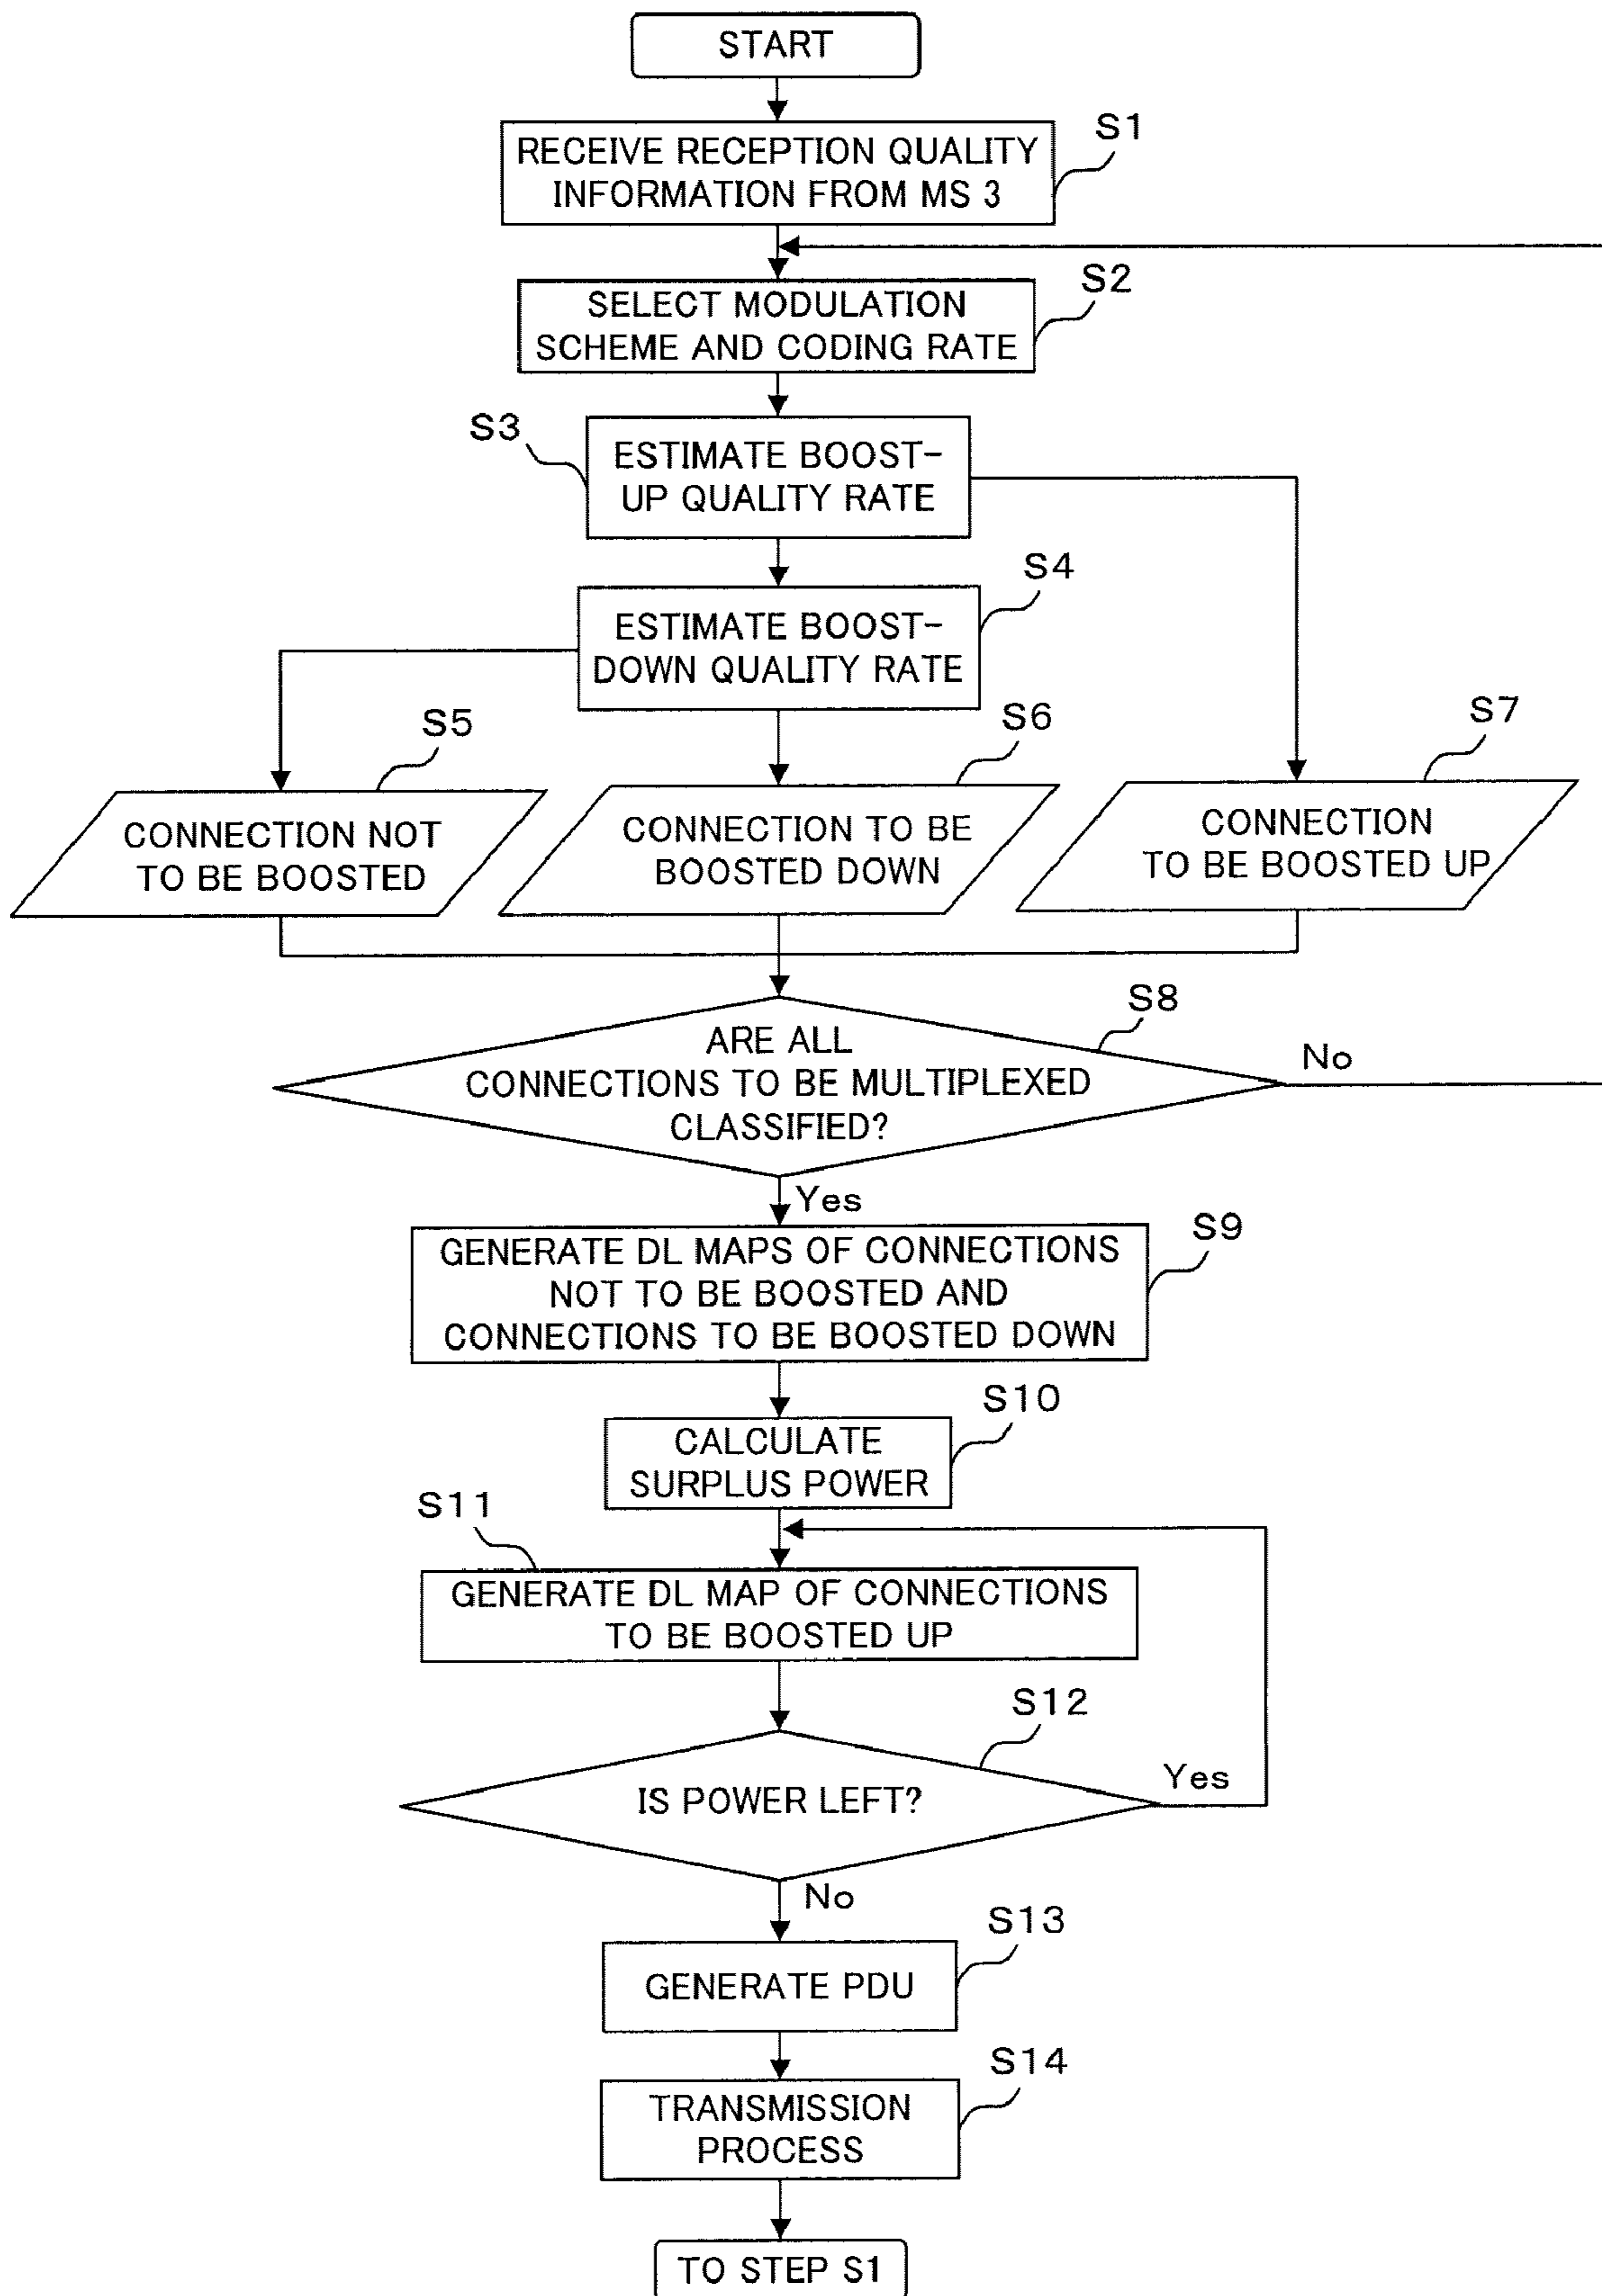 START
S1
RECEIVE RECEPTION QUALITY
INFORMATION FROM MS 3
S2
SELECT MODULATION
SCHEME AND CODING RATE
S3
ESTIMATE BOOST-
UP QUALITY RATE
S4
ESTIMATE BOOST-
DOWN QUALITY RATE
S5
CONNECTION NOT
TO BE BOOSTED
S6
CONNECTION TO BE
BOOSTED DOWN
S7
CONNECTION
TO BE BOOSTED UP
S8
ARE ALL
CONNECTIONS TO BE MULTIPLEXED
CLASSIFIED?
No
Yes
S9
GENERATE DL MAPS OF CONNECTIONS
NOT TO BE BOOSTED AND
CONNECTIONS TO BE BOOSTED DOWN
S10
CALCULATE
SURPLUS POWER
S11
GENERATE DL MAP OF CONNECTIONS
TO BE BOOSTED UP
S12
IS POWER LEFT?
Yes
No
S13
GENERATE PDU
S14
TRANSMISSION
PROCESS
TO STEP S1